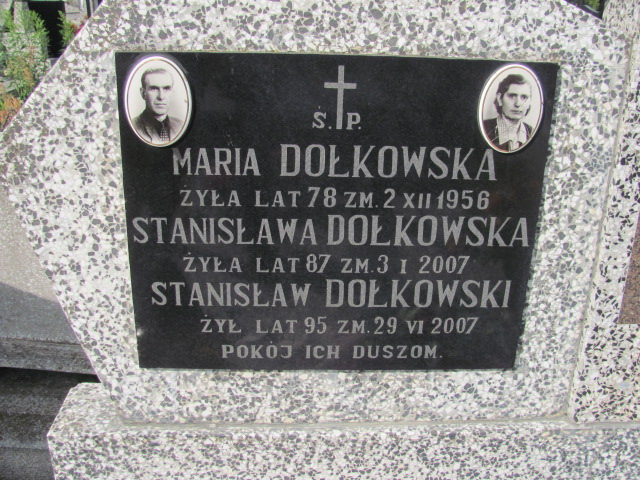 Ś.P.
MARIA DOŁKOWSKA
ŻYŁA LAT 78 ZM. 2 XII 1956
STANISŁAWA DOŁKOWSKA
ŻYŁA LAT 87 ZM. 3 I 2007
STANISŁAW DOŁKOWSKI
ŻYŁ LAT 95 ZM. 29 VI 2007
POKÓJ ICH DUSZOM.